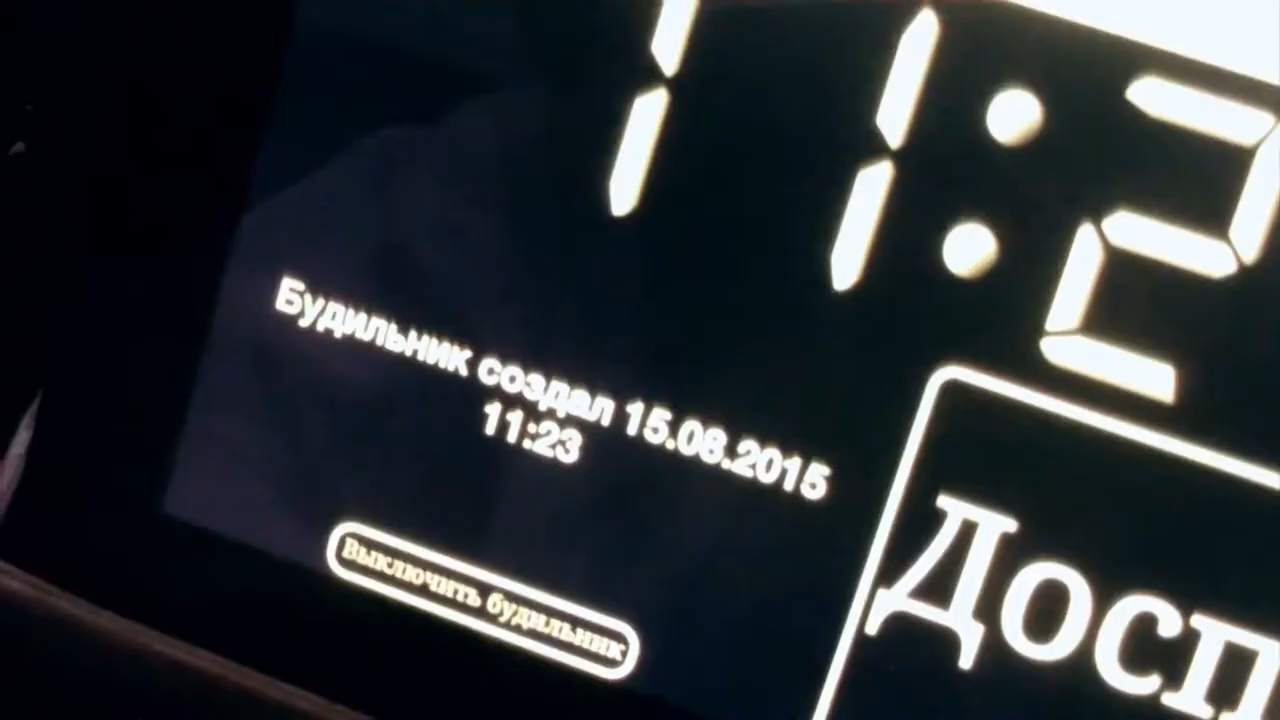 11:2
Будильник создал 15.08.2015
11:23
Выключить будильник
Досп